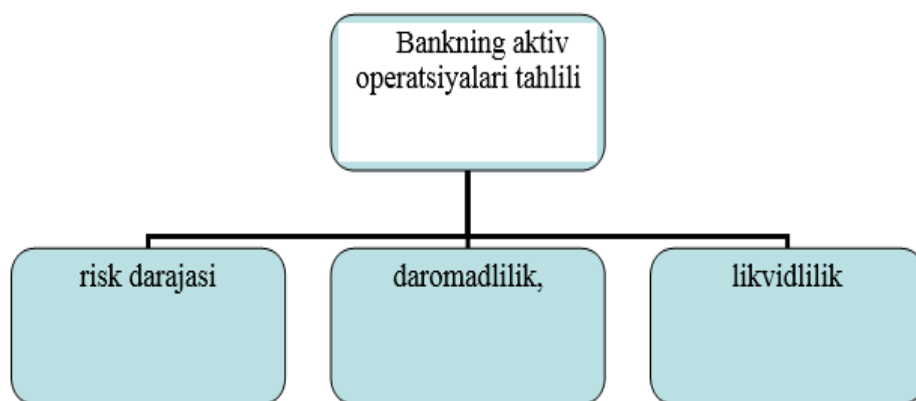 Bankning aktiv
operatsiyalari tahlili
risk darajasi
daromadlilik,
likvidlilik